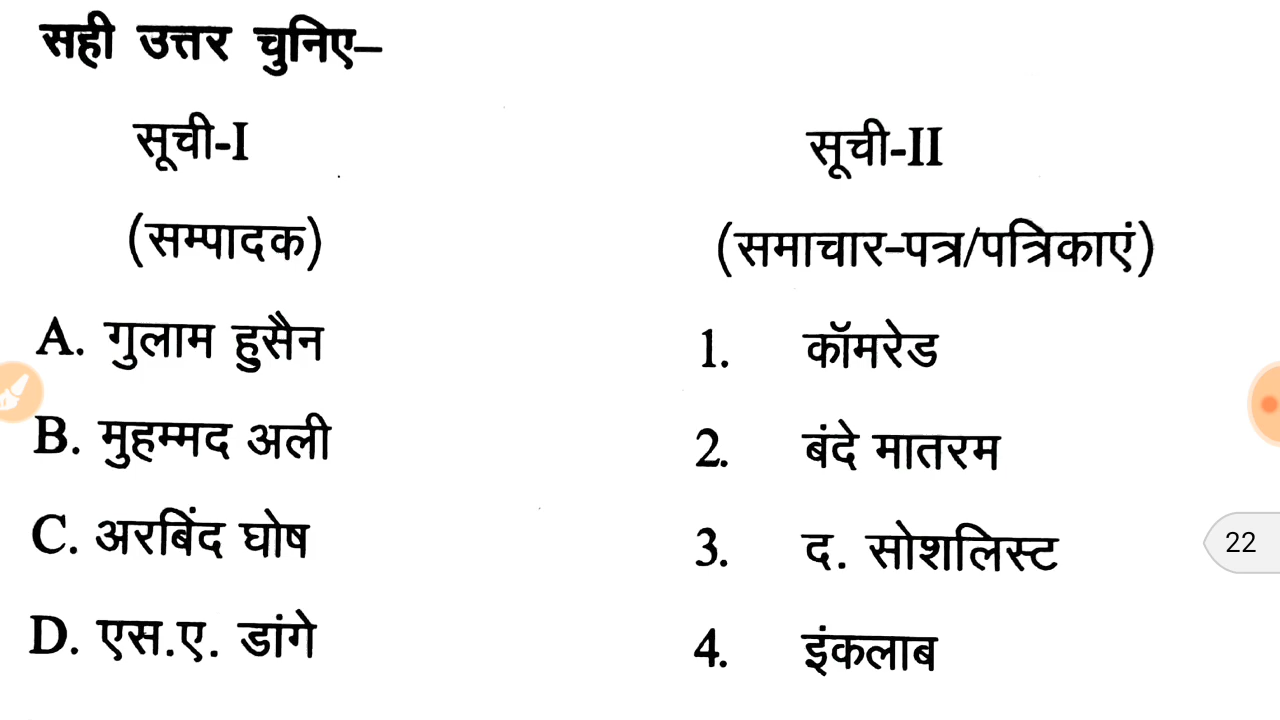 सही उत्तर चुनिए–
सूची-I
सूची-II
(सम्पादक)
(समाचार-पत्र/पत्रिकाएं)
A. गुलाम हुसैन
1. कॉमरेड
B. मुहम्मद अली
2. बंदे मातरम
C. अरबिंद घोष
3. द. सोशलिस्ट
22
D. एस.ए. डांगे
4. इंकलाब